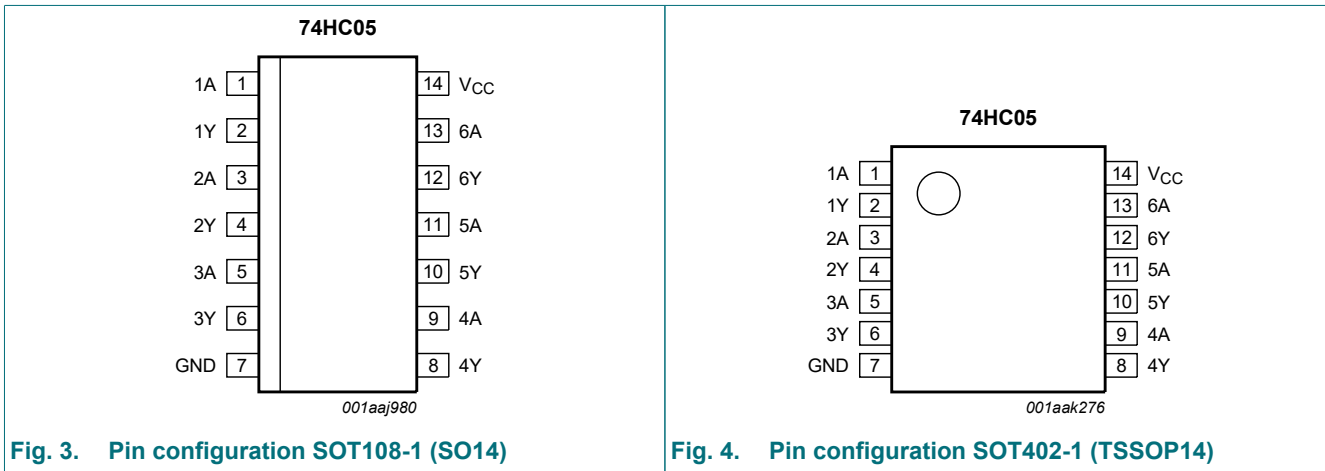 74HC05
1A 1 14 VCC
1Y 2 13 6A
2A 3 12 6Y
2Y 4 11 5A
3A 5 10 5Y
3Y 6 9 4A
GND 7 8 4Y
001aaj980
Fig. 3. Pin configuration SOT108-1 (SO14)
74HC05
1A 1 14 VCC
1Y 2 13 6A
2A 3 12 6Y
2Y 4 11 5A
3A 5 10 5Y
3Y 6 9 4A
GND 7 8 4Y
001aak276
Fig. 4. Pin configuration SOT402-1 (TSSOP14)